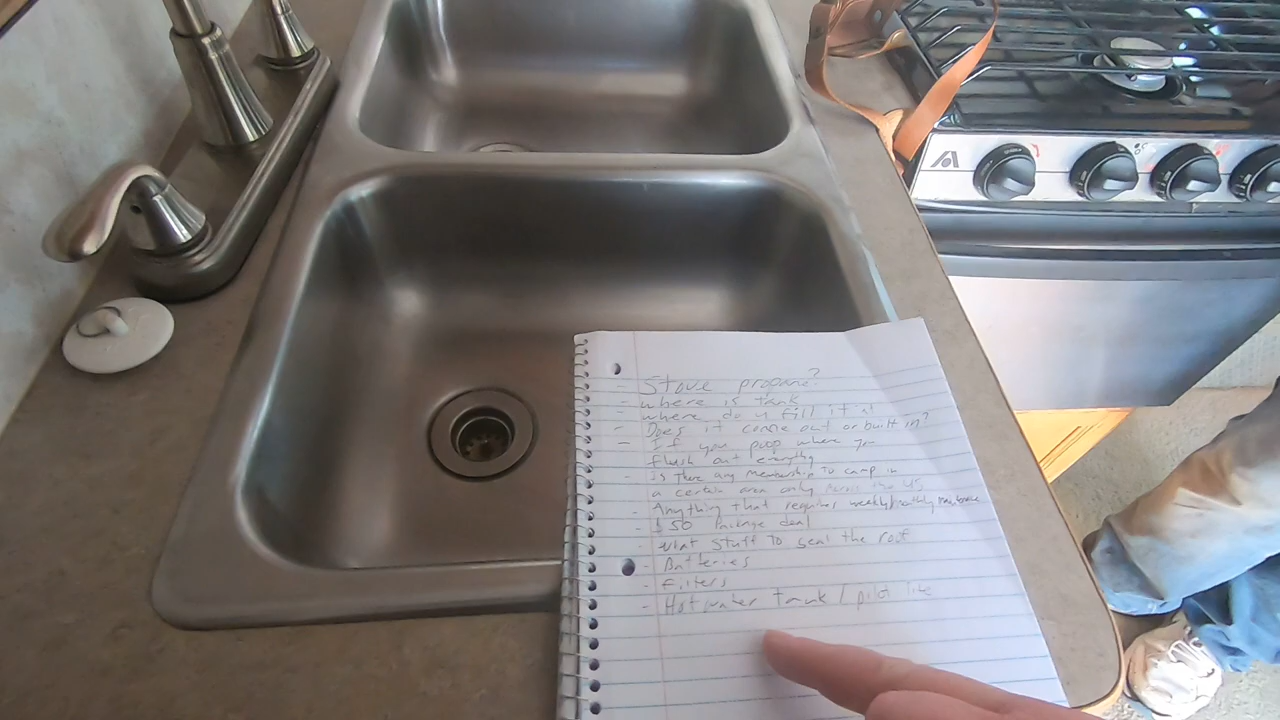 - Stove propane?
- where is tank
- where do u fill it at
- Does it come out or built in?
- If you poop where you
flush out everything
- Is there any membership to camp in
a certain area only across the US
- Anything that requires weekly/monthly maintenance
- $50 Package deal
- what stuff to seal the roof
- Batteries
- Filters
- Hot water tank / pilot lite